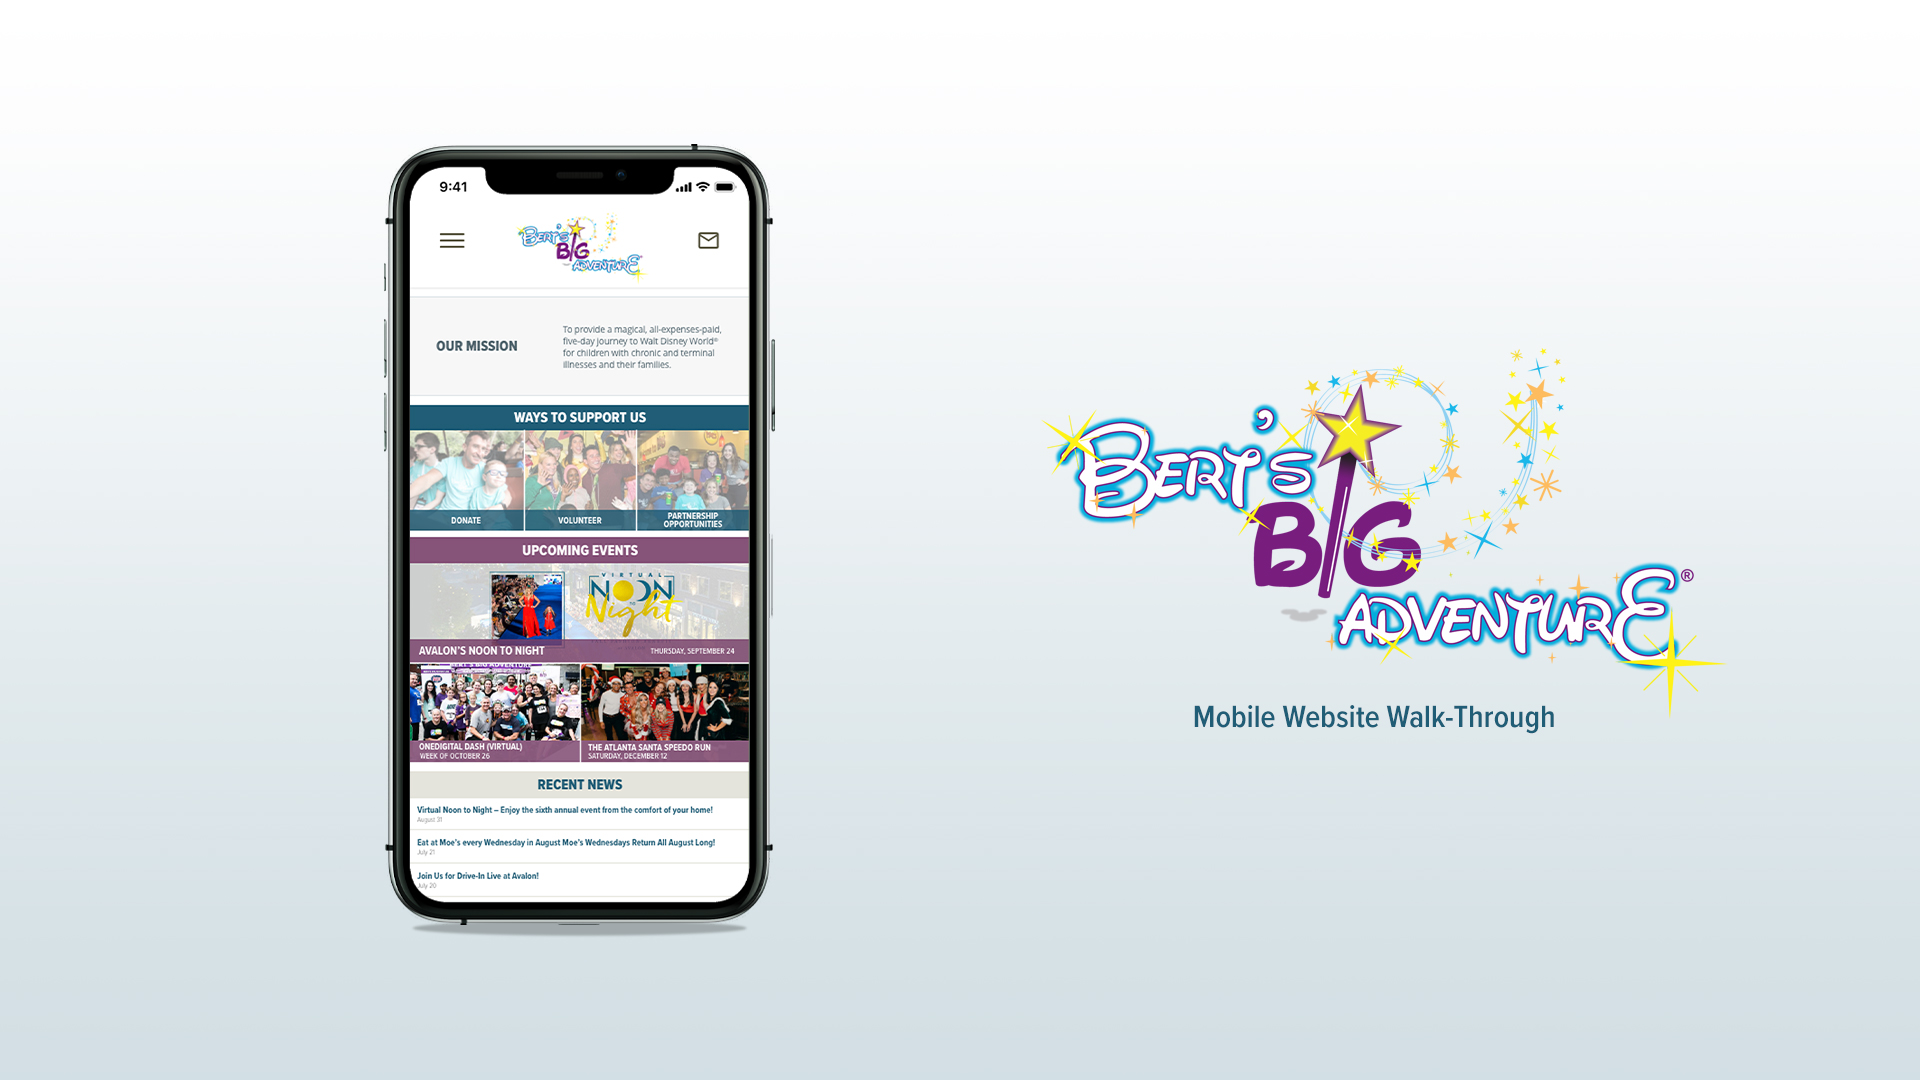 9:41
BERT'S
BIG
ADVENTURE
OUR MISSION
To provide a magical, all-expenses-paid,
five-day journey to Walt Disney World®
for children with chronic and terminal
illnesses and their families.
WAYS TO SUPPORT US
DONATE
VOLUNTEER
PARTNERSHIP
OPPORTUNITIES
UPCOMING EVENTS
VIRTUAL
NOON
TO
Night
AVALON'S NOON TO NIGHT
THURSDAY, SEPTEMBER 24
BERT'S BIG ADVENTURE
ONEDIGITAL DASH (VIRTUAL)
WEEK OF OCTOBER 26
THE ATLANTA SANTA SPEEDO RUN
SATURDAY, DECEMBER 12
RECENT NEWS
Virtual Noon to Night – Enjoy the sixth annual event from the comfort of your home!
August 31
Eat at Moe's every Wednesday in August Moe's Wednesdays Return All August Long!
July 21
Join Us for Drive-In Live at Avalon!
July 20
BERT'S
BIG
ADVENTURE®
Mobile Website Walk-Through